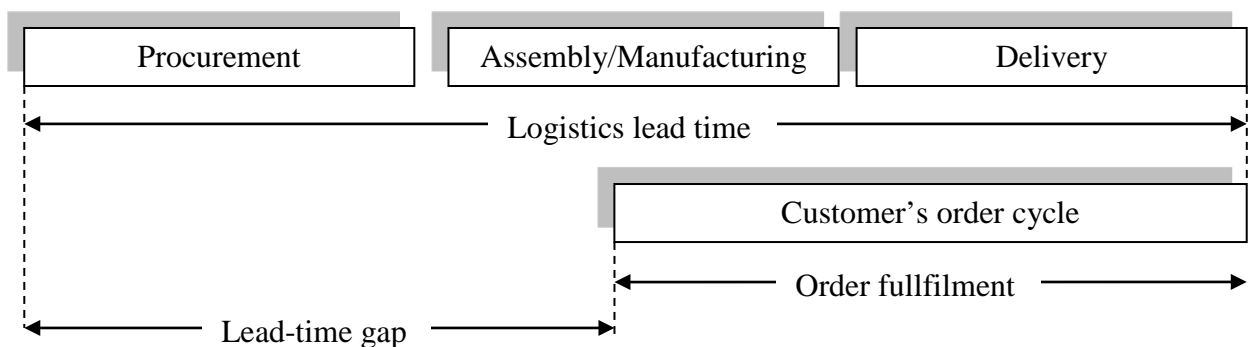 Procurement
Assembly/Manufacturing
Delivery
Logistics lead time
Customer’s order cycle
Order fullfilment
Lead-time gap